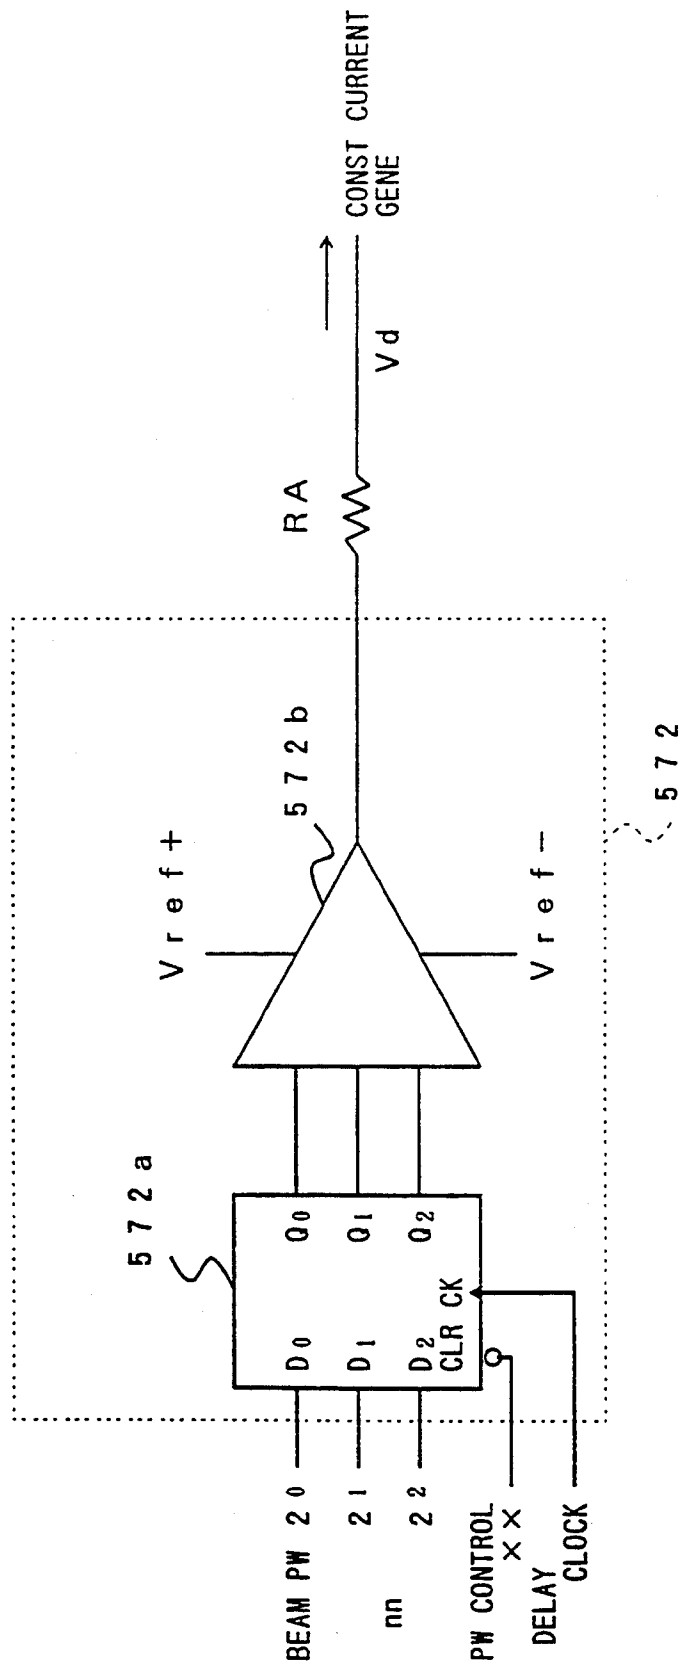 BEAM PW 2⁰
2¹
nn
2²
PW CONTROL
××
DELAY
CLOCK
D0
D1
D2
CLR CK
Q0
Q1
Q2
572a
Vref+
572b
Vref−
572
RA
Vd
CONST CURRENT
GENE